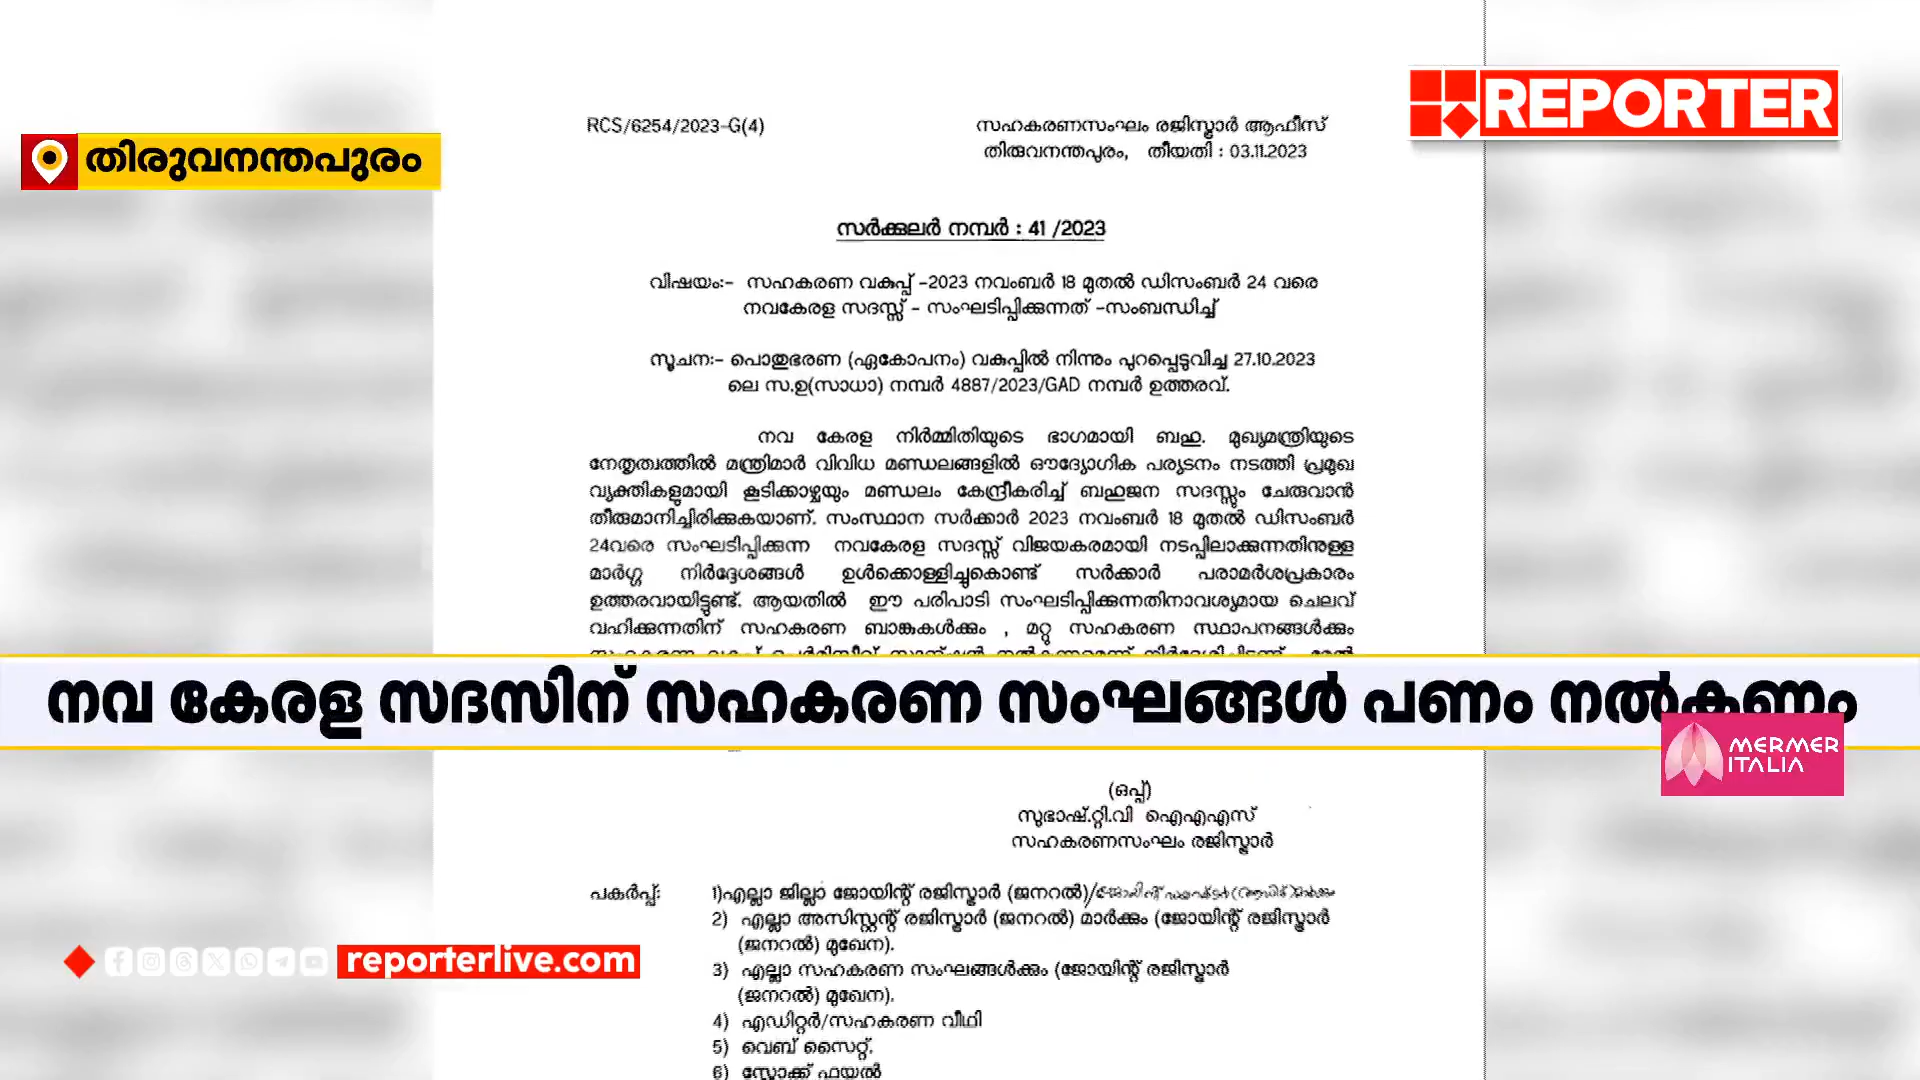 REPORTER
തിരുവനന്തപുരം
RCS/6254/2023-G(4)
സഹകരണസംഘം രജിസ്ട്രാർ ആഫീസ്
തിരുവനന്തപുരം, തീയതി : 03.11.2023
സർക്കുലർ നമ്പർ : 41 /2023
വിഷയം:- സഹകരണ വകുപ്പ് -2023 നവംബർ 18 മുതൽ ഡിസംബർ 24 വരെ
നവകേരള സദസ്സ് - സംഘടിപ്പിക്കുന്നത് -സംബന്ധിച്ച്
സൂചന:- പൊതുഭരണ (ഏകോപനം) വകുപ്പിൽ നിന്നും പുറപ്പെടുവിച്ച 27.10.2023
ലെ സ.ഉ(സാധാ) നമ്പർ 4887/2023/GAD നമ്പർ ഉത്തരവ്.
നവ കേരള നിർമ്മിതിയുടെ ഭാഗമായി ബഹു. മുഖ്യമന്ത്രിയുടെ
നേതൃത്വത്തിൽ മന്ത്രിമാർ വിവിധ മണ്ഡലങ്ങളിൽ ഔദ്യോഗിക പര്യടനം നടത്തി പ്രമുഖ
വ്യക്തികളുമായി കൂടിക്കാഴ്ചയും മണ്ഡലം കേന്ദ്രീകരിച്ച് ബഹുജന സദസ്സും ചേരുവാൻ
തീരുമാനിച്ചിരിക്കുകയാണ്. സംസ്ഥാന സർക്കാർ 2023 നവംബർ 18 മുതൽ ഡിസംബർ
24വരെ സംഘടിപ്പിക്കുന്ന നവകേരള സദസ്സ് വിജയകരമായി നടപ്പിലാക്കുന്നതിനുള്ള
മാർഗ്ഗ നിർദ്ദേശങ്ങൾ ഉൾക്കൊള്ളിച്ചുകൊണ്ട് സർക്കാർ പരാമർശപ്രകാരം
ഉത്തരവായിട്ടുണ്ട്. ആയതിൽ ഈ പരിപാടി സംഘടിപ്പിക്കുന്നതിനാവശ്യമായ ചെലവ്
വഹിക്കുന്നതിന് സഹകരണ ബാങ്കുകൾക്കും , മറ്റു സഹകരണ സ്ഥാപനങ്ങൾക്കും
നവ കേരള സദസിന് സഹകരണ സംഘങ്ങൾ പണം നൽകണം
MERMER
ITALIA
(ഒപ്പ്)
സുഭാഷ്.റ്റി.വി ഐഎഎസ്
സഹകരണസംഘം രജിസ്ട്രാർ
പകർപ്പ്: 1)എല്ലാ ജില്ലാ ജോയിന്റ് രജിസ്ട്രാർ (ജനറൽ)/
2) എല്ലാ അസിസ്റ്റന്റ് രജിസ്ട്രാർ (ജനറൽ) മാർക്കും (ജോയിന്റ് രജിസ്ട്രാർ
(ജനറൽ) മുഖേന).
3) എല്ലാ സഹകരണ സംഘങ്ങൾക്കും (ജോയിന്റ് രജിസ്ട്രാർ
(ജനറൽ) മുഖേന).
4) എഡിറ്റർ/സഹകരണ വീഥി
5) വെബ് സൈറ്റ്.
6) സ്റ്റോക്ക് ഫയൽ
reporterlive.com